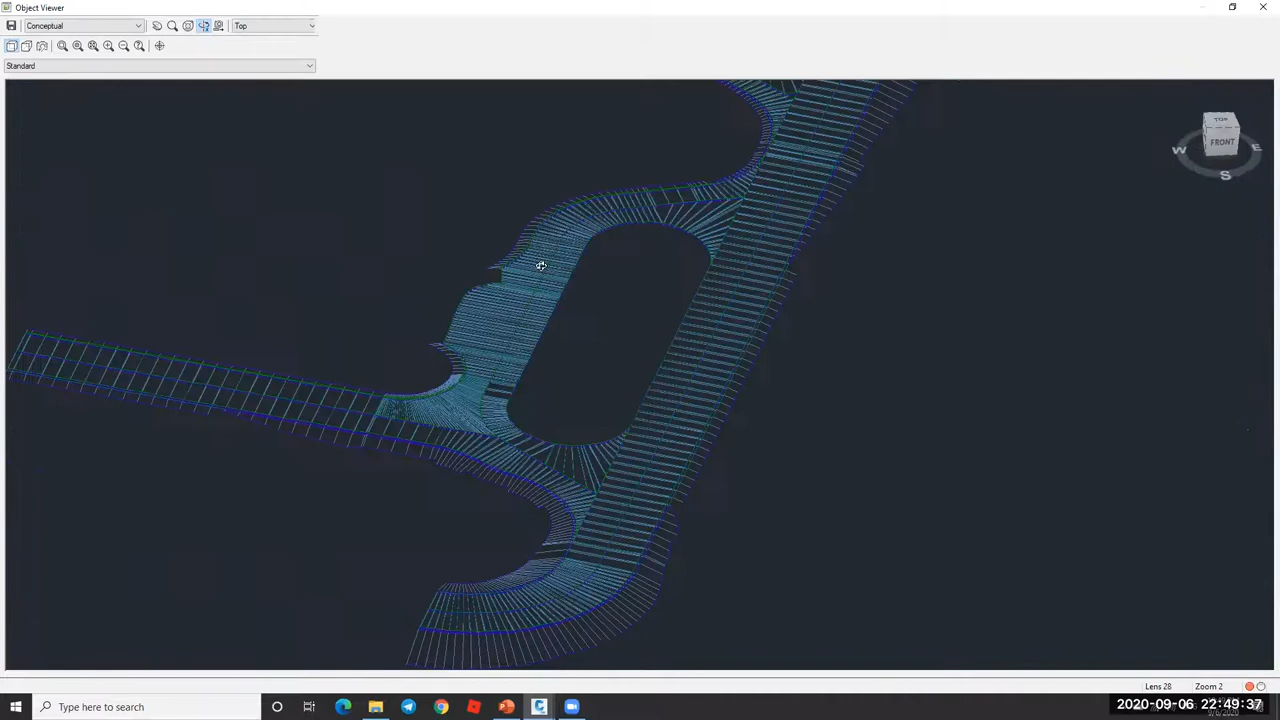 Object Viewer
Conceptual
Top
Standard
TOP
FRONT
W
E
S
Lens 28
Zoom 2
Type here to search
2020-09-06 22:49:37